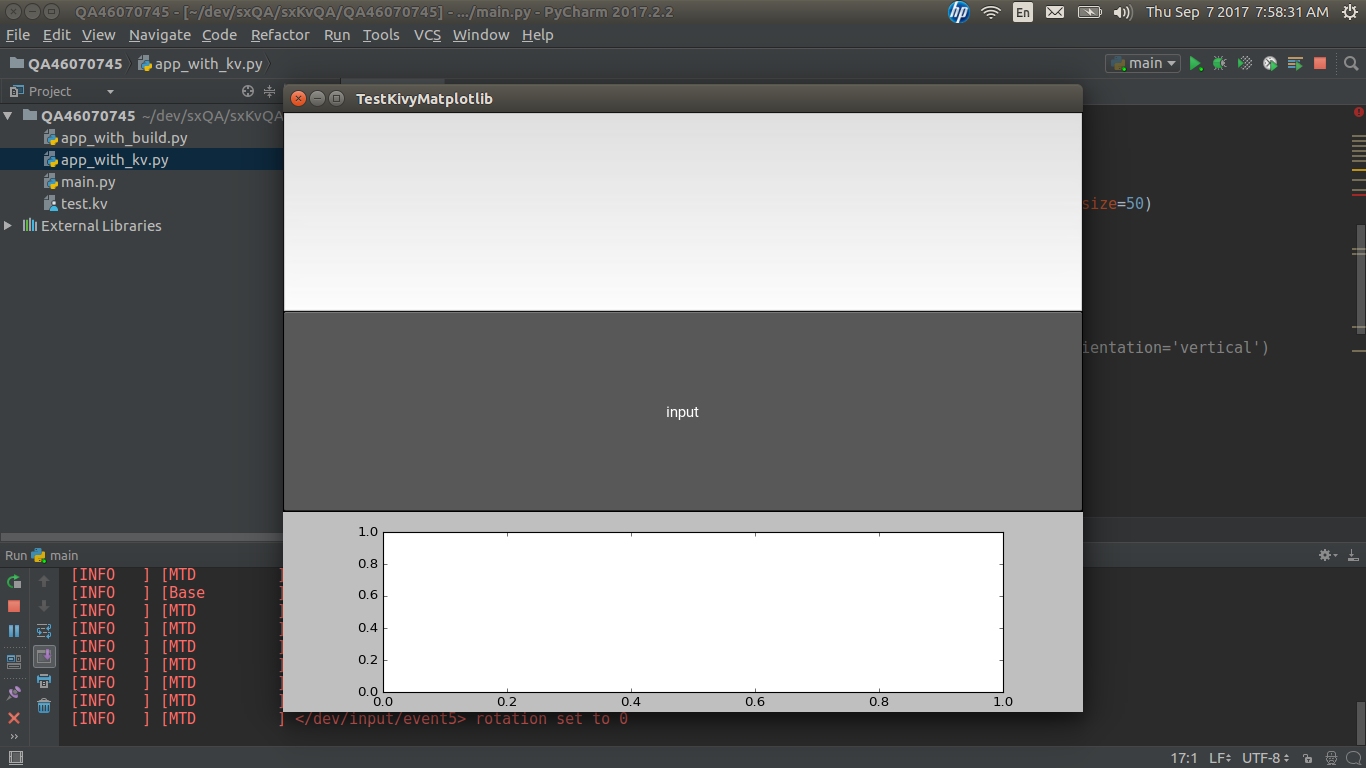 QA46070745 - [~/dev/sxQA/sxKvQA/QA46070745] - .../main.py - PyCharm 2017.2.2
hp
En
Thu Sep 7 2017 7:58:31 AM
File Edit View Navigate Code Refactor Run Tools VCS Window Help
QA46070745
app_with_kv.py
main
Project
QA46070745 ~/dev/sxQA/sxKvQA
app_with_build.py
app_with_kv.py
main.py
test.kv
External Libraries
TestKivyMatplotlib
size=50)
ientation='vertical')
input
1.0
0.8
0.6
0.4
0.2
0.0
0.0 0.2 0.4 0.6 0.8 1.0
Run main
[INFO ] [MTD ]
[INFO ] [Base ]
[INFO ] [MTD ]
[INFO ] [MTD ]
[INFO ] [MTD ]
[INFO ] [MTD ]
[INFO ] [MTD ]
[INFO ] [MTD ]
[INFO ] [MTD ] </dev/input/event5> rotation set to 0
17:1 LF UTF-8